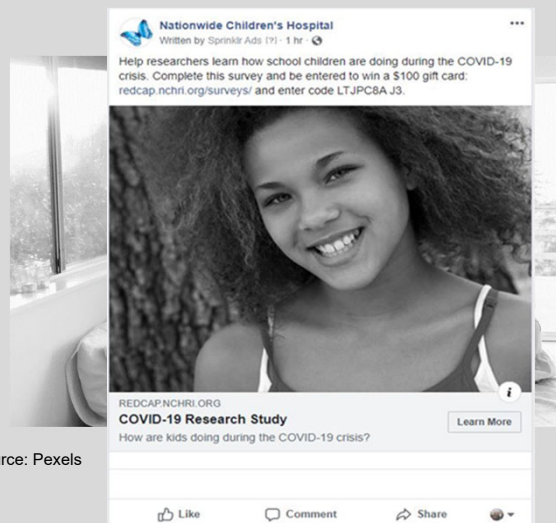 Nationwide Children's Hospital
Written by Sprinklr Ads [?] · 1 hr ·
Help researchers learn how school children are doing during the COVID-19
crisis. Complete this survey and be entered to win a $100 gift card:
redcap.nchri.org/surveys/ and enter code LTJPC8A J3.
i
REDCAP.NCHRI.ORG
COVID-19 Research Study
Learn More
How are kids doing during the COVID-19 crisis?
rce: Pexels
Like Comment Share